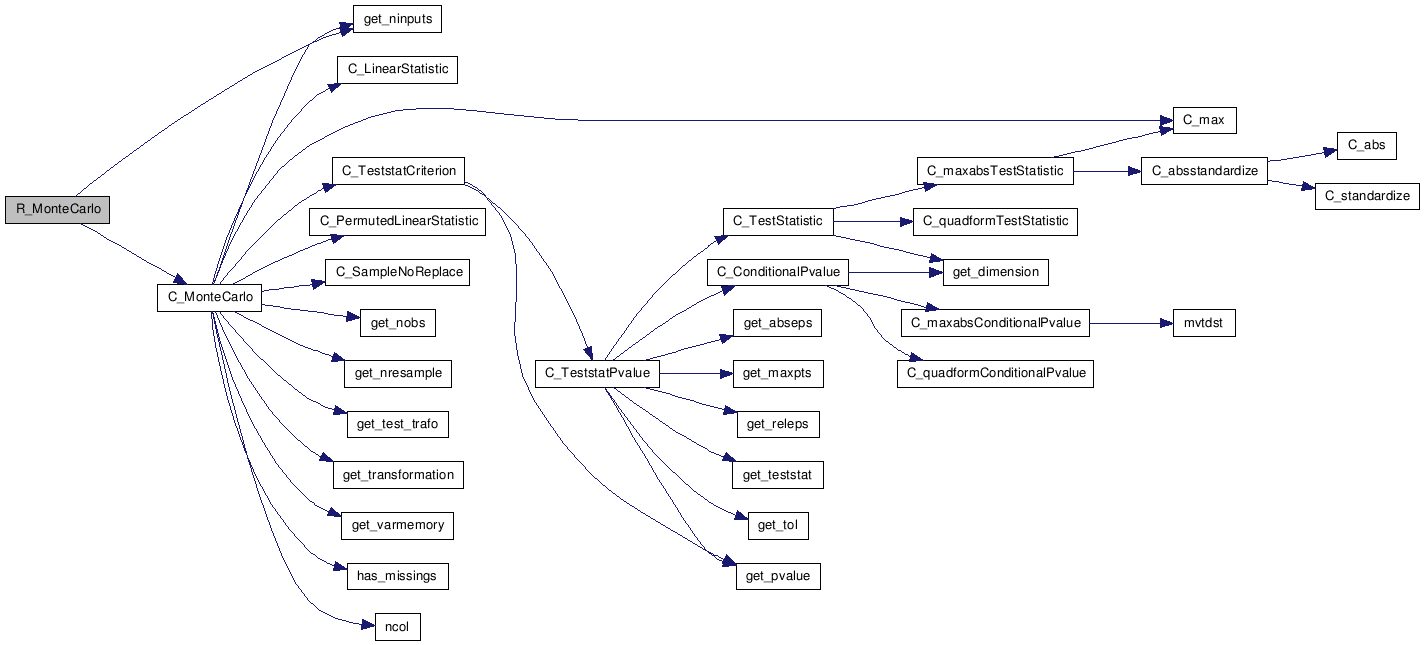 get_ninputs
C_LinearStatistic
C_max
C_abs
C_TeststatCriterion
C_maxabsTestStatistic
C_absstandardize
C_standardize
R_MonteCarlo
C_PermutedLinearStatistic
C_TestStatistic
C_quadformTestStatistic
C_SampleNoReplace
C_ConditionalPvalue
get_dimension
C_MonteCarlo
get_nobs
get_abseps
C_maxabsConditionalPvalue
mvtdst
get_nresample
C_TeststatPvalue
get_maxpts
C_quadformConditionalPvalue
get_test_trafo
get_releps
get_transformation
get_teststat
get_varmemory
get_tol
has_missings
get_pvalue
ncol